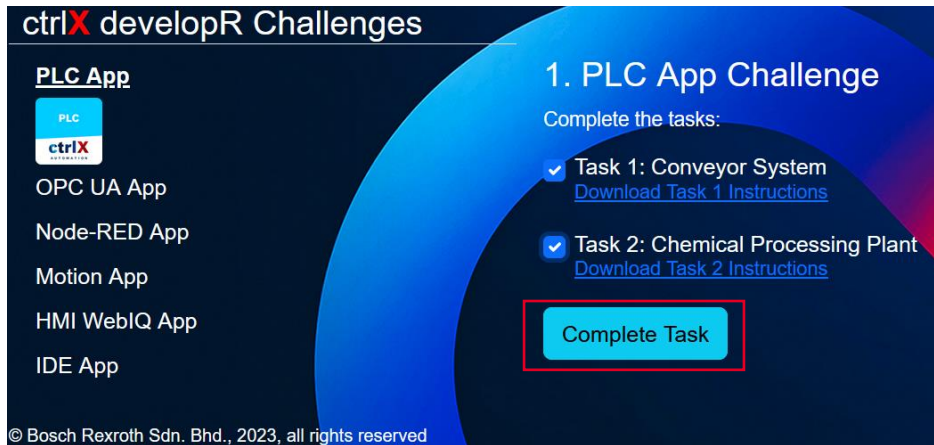 ctrlX developR Challenges
PLC App
PLC
ctrlX
AUTOMATION
OPC UA App
Node-RED App
Motion App
HMI WebIQ App
IDE App
© Bosch Rexroth Sdn. Bhd., 2023, all rights reserved
1. PLC App Challenge
Complete the tasks:
Task 1: Conveyor System
Download Task 1 Instructions
Task 2: Chemical Processing Plant
Download Task 2 Instructions
Complete Task